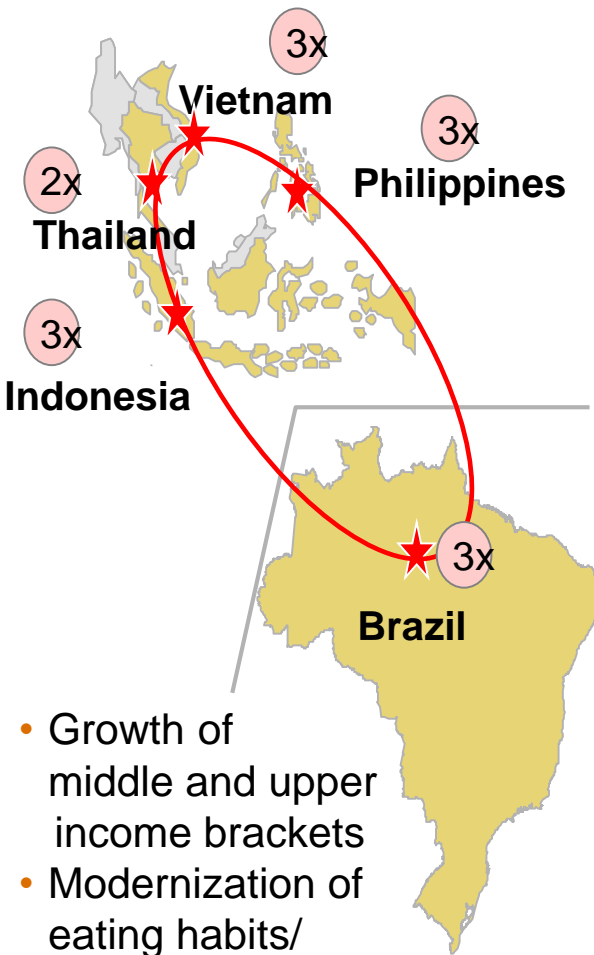 3x
Vietnam
3x
Philippines
2x
Thailand
3x
Indonesia
3x
Brazil
• Growth of
middle and upper
income brackets
• Modernization of
eating habits/